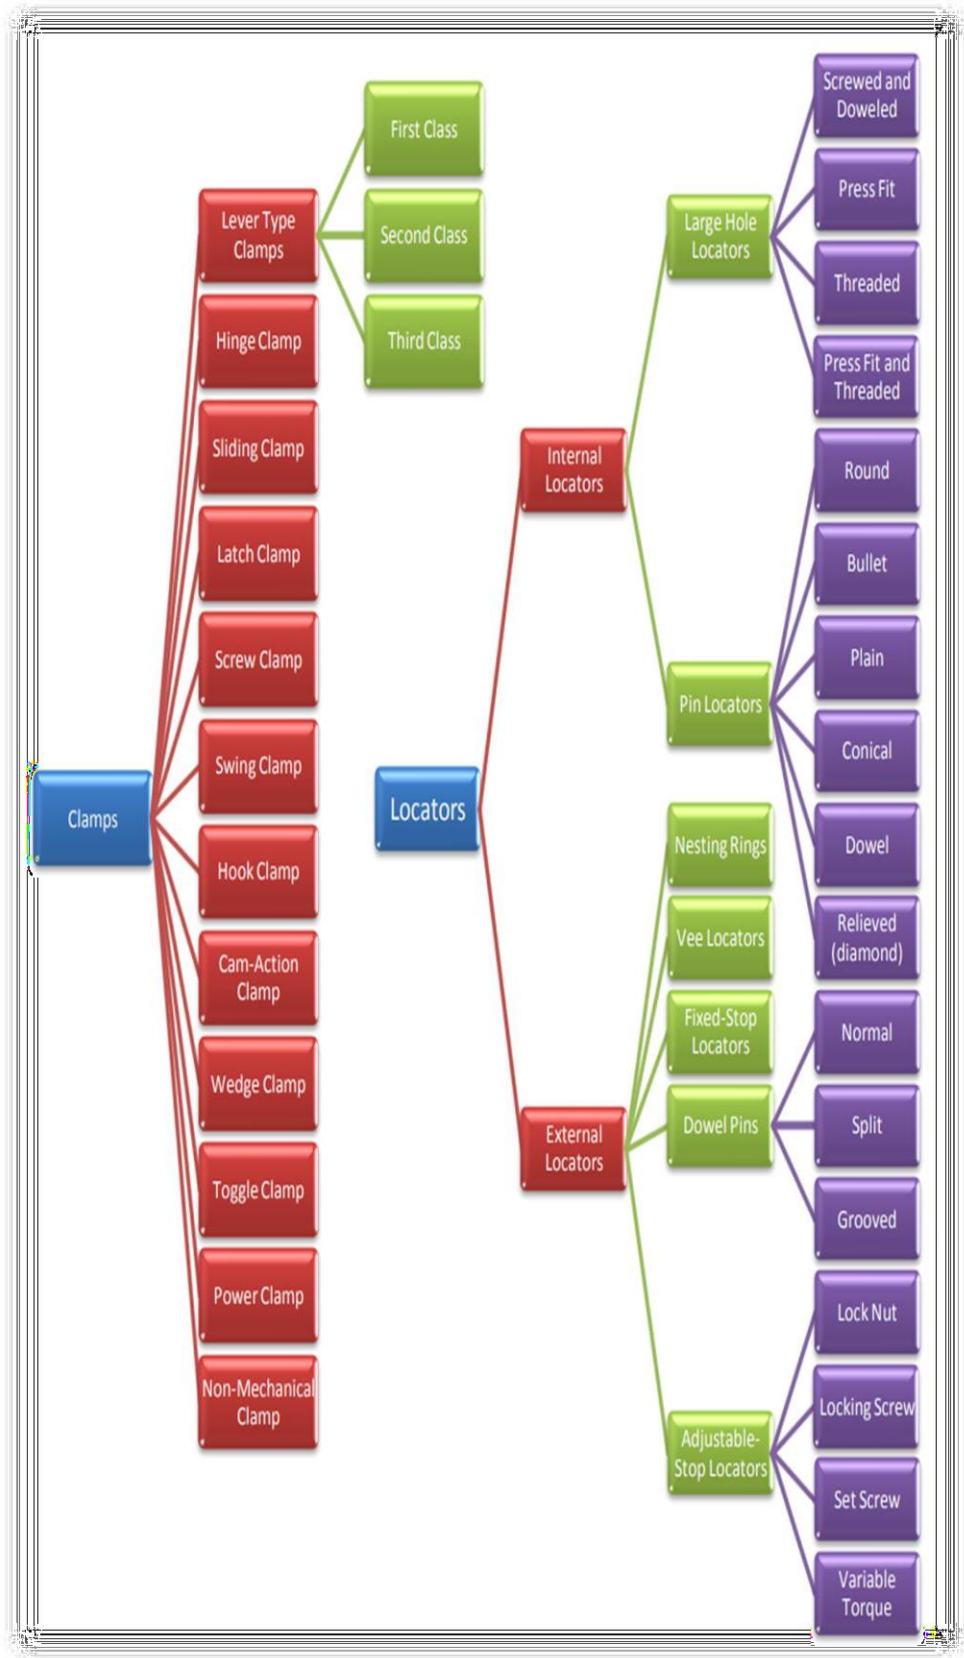 Clamps
Lever Type
Clamps
First Class
Second Class
Third Class
Hinge Clamp
Sliding Clamp
Latch Clamp
Screw Clamp
Swing Clamp
Hook Clamp
Cam-Action
Clamp
Wedge Clamp
Toggle Clamp
Power Clamp
Non-Mechanical
Clamp
Locators
Internal
Locators
Large Hole
Locators
Screwed and
Doweled
Press Fit
Threaded
Press Fit and
Threaded
Pin Locators
Round
Bullet
Plain
Conical
Dowel
Relieved
(diamond)
External
Locators
Nesting Rings
Vee Locators
Fixed-Stop
Locators
Dowel Pins
Normal
Split
Grooved
Adjustable-
Stop Locators
Lock Nut
Locking Screw
Set Screw
Variable
Torque